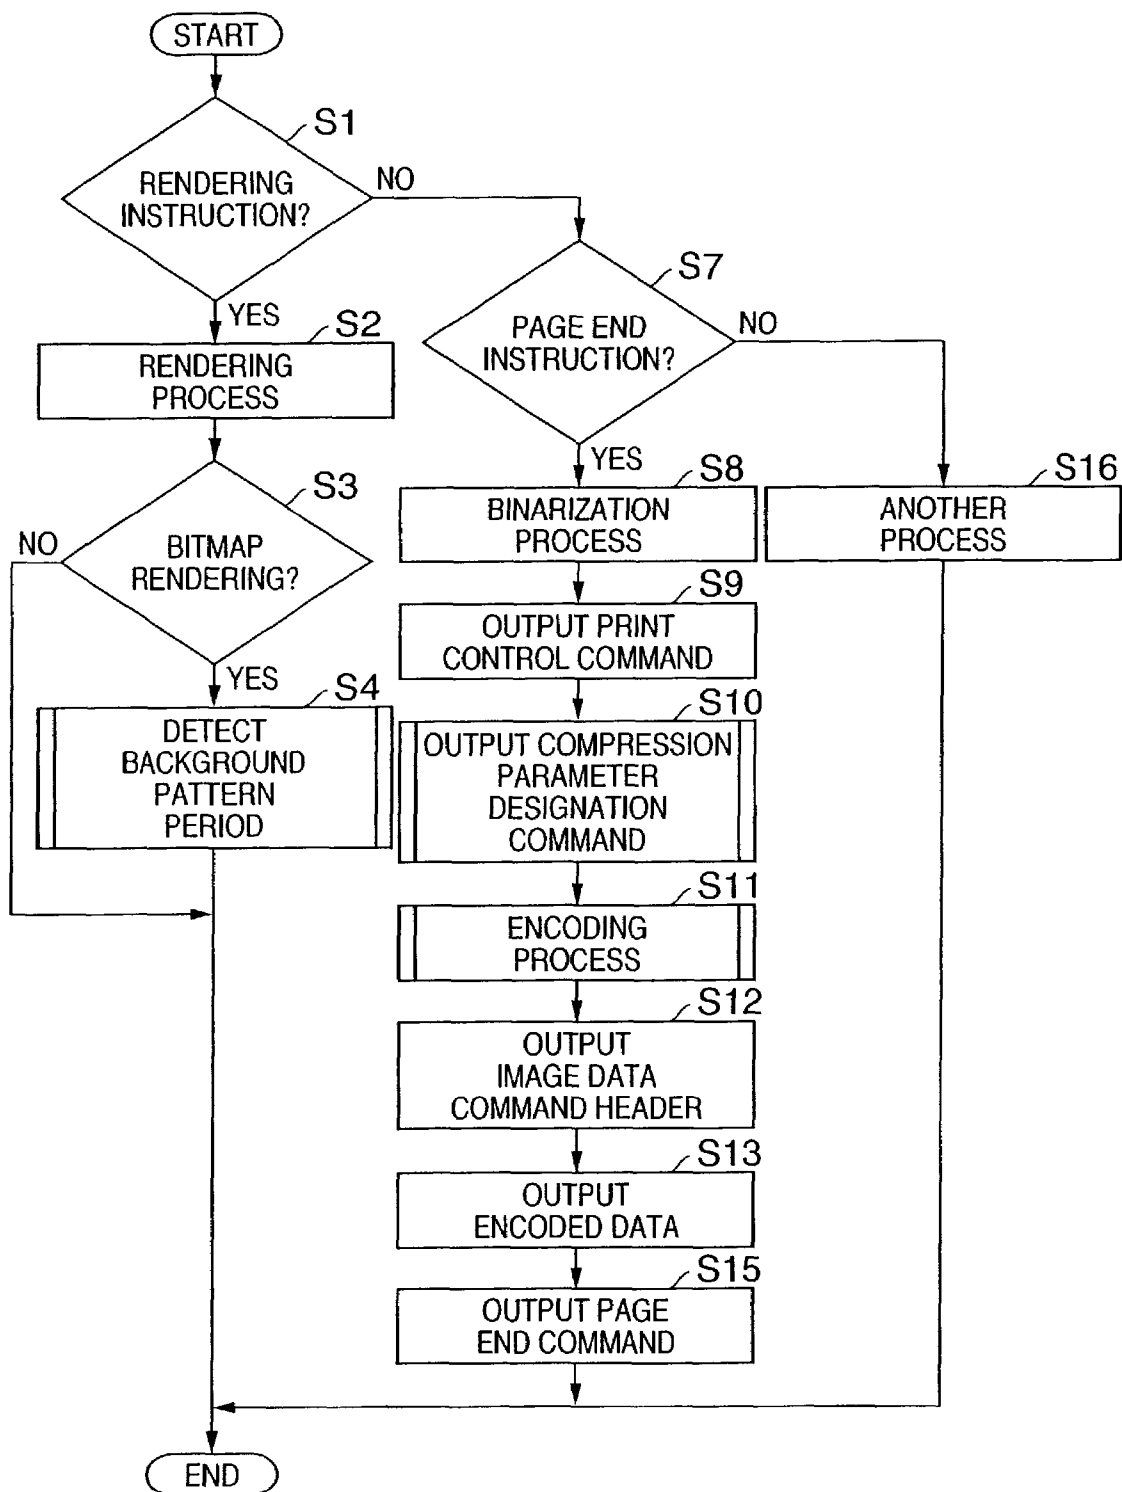 START
S1
RENDERING
INSTRUCTION?
NO
YES
S2
RENDERING
PROCESS
S3
BITMAP
RENDERING?
NO
YES
S4
DETECT
BACKGROUND
PATTERN
PERIOD
S7
PAGE END
INSTRUCTION?
NO
YES
S8
BINARIZATION
PROCESS
S9
OUTPUT PRINT
CONTROL COMMAND
S10
OUTPUT COMPRESSION
PARAMETER
DESIGNATION
COMMAND
S11
ENCODING
PROCESS
S12
OUTPUT
IMAGE DATA
COMMAND HEADER
S13
OUTPUT
ENCODED DATA
S15
OUTPUT PAGE
END COMMAND
S16
ANOTHER
PROCESS
END